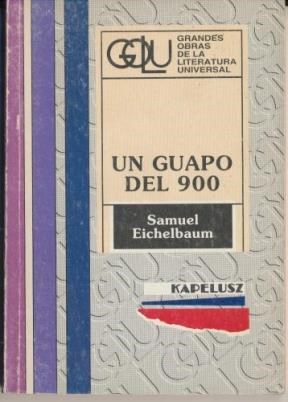 GOLU
GRANDES
OBRAS
DE LA
LITERATURA
UNIVERSAL
UN GUAPO
DEL 900
Samuel
Eichelbaum
KAPELUSZ